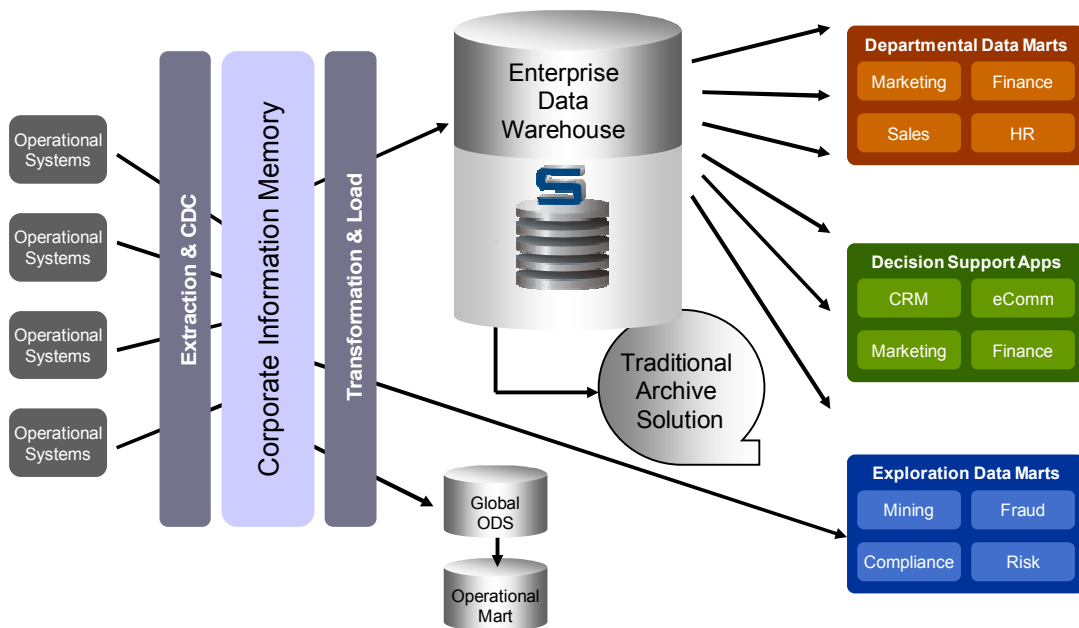 Operational
Systems
Operational
Systems
Operational
Systems
Operational
Systems
Extraction & CDC
Corporate Information Memory
Transformation & Load
Enterprise
Data
Warehouse
S
Traditional
Archive
Solution
Global
ODS
Operational
Mart
Departmental Data Marts
Marketing
Finance
Sales
HR
Decision Support Apps
CRM
eComm
Marketing
Finance
Exploration Data Marts
Mining
Fraud
Compliance
Risk